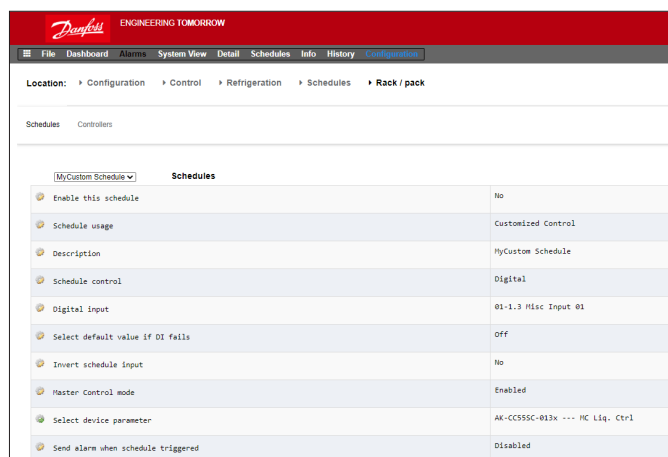 Danfoss ENGINEERING TOMORROW
File Dashboard Alarms System View Detail Schedules Info History Configuration
Location: Configuration Control Refrigeration Schedules Rack / pack
Schedules Controllers
MyCustom Schedule Schedules
Enable this schedule No
Schedule usage Customized Control
Description MyCustom Schedule
Schedule control Digital
Digital input 01-1.3 Misc Input 01
Select default value if DI fails Off
Invert schedule input No
Master Control mode Enabled
Select device parameter AK-CC55SC-013x --- MC Liq. Ctrl
Send alarm when schedule triggered Disabled